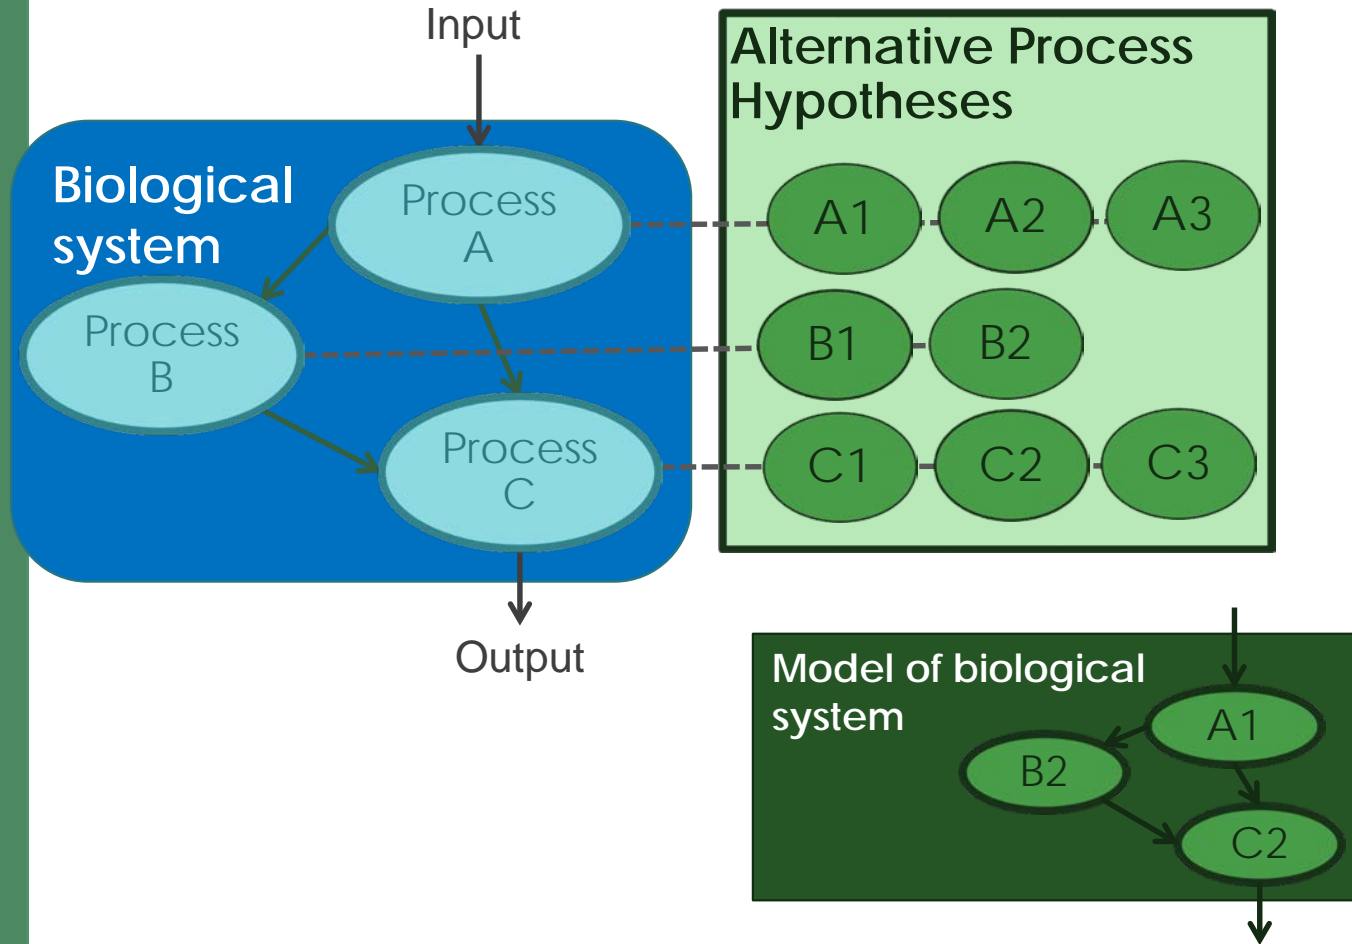 Input
Biological
system
Process
A
Process
B
Process
C
Output
Alternative Process
Hypotheses
A1
A2
A3
B1
B2
C1
C2
C3
Model of biological
system
A1
B2
C2